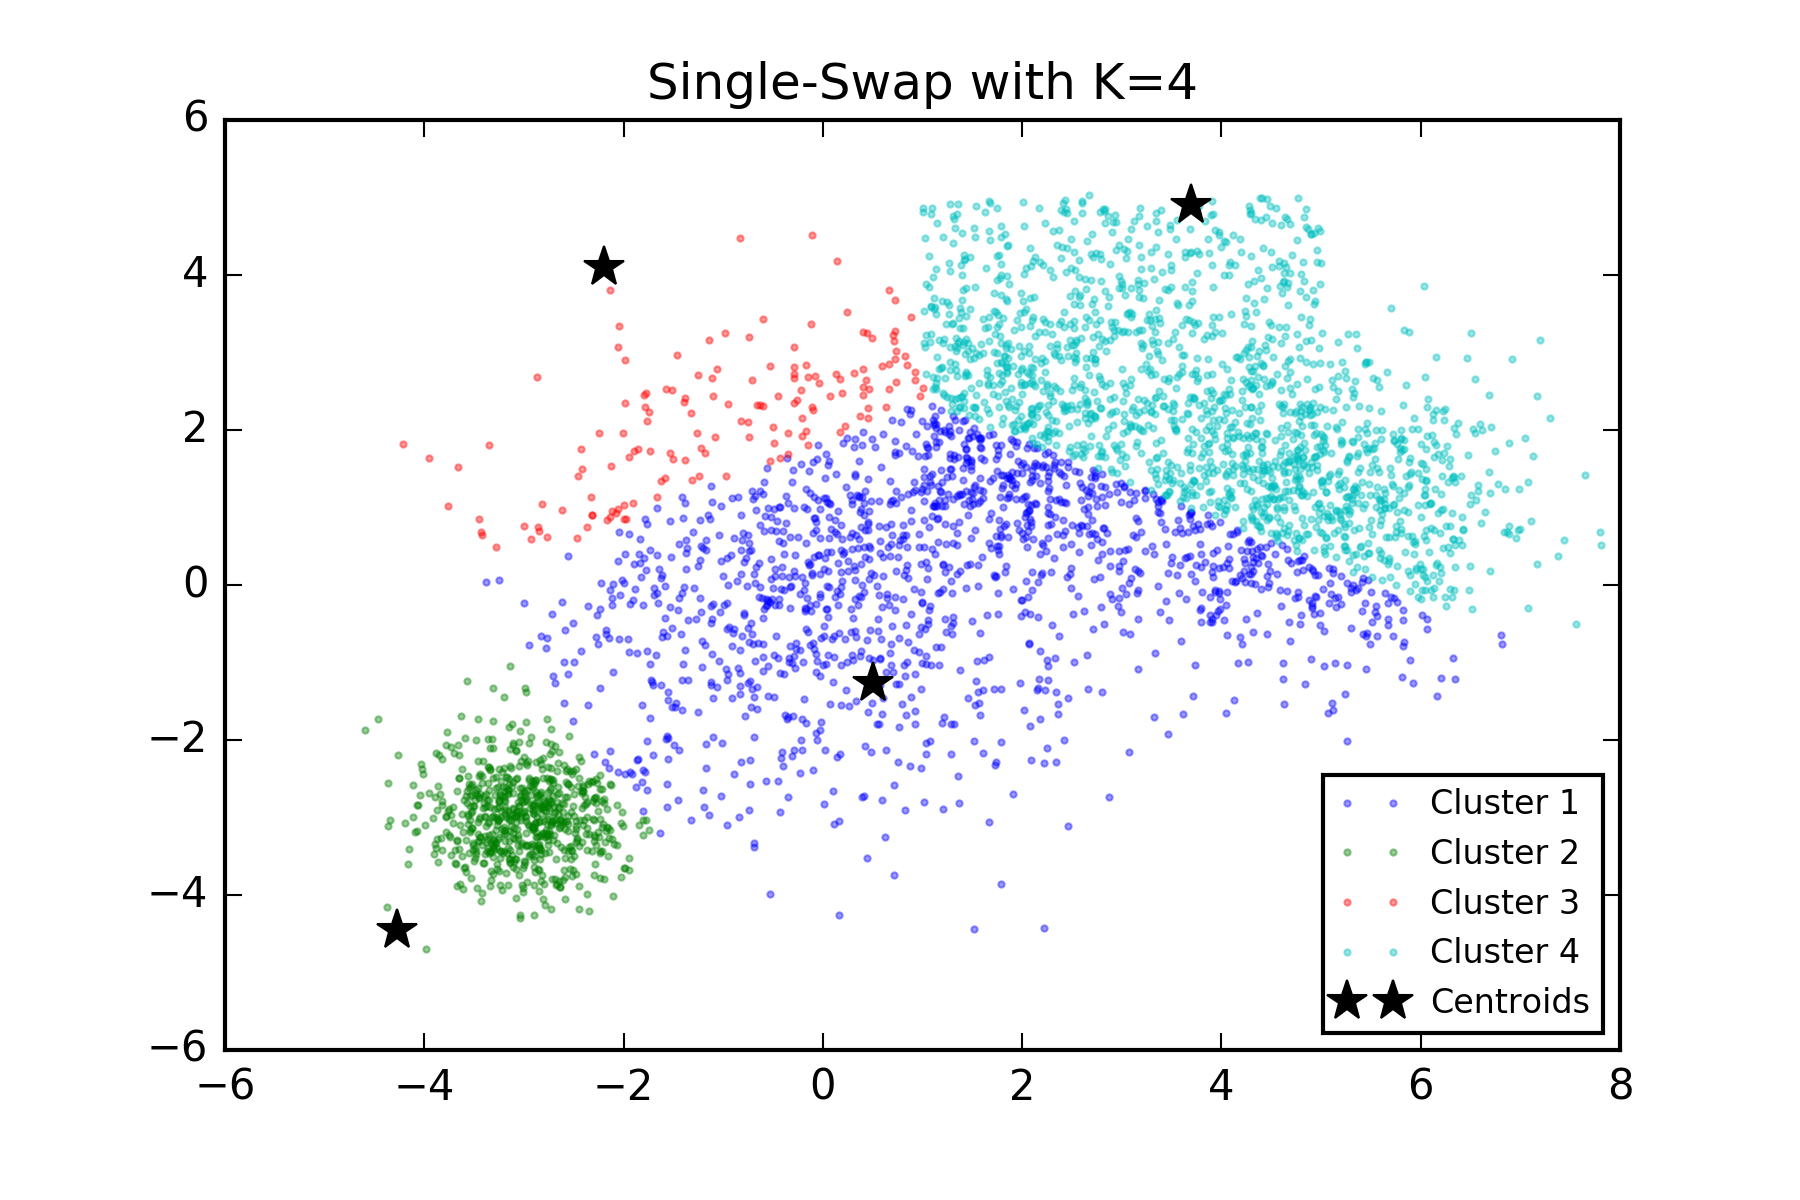 Single-Swap with K=4
6
4
2
0
−2
−4
−6
−6 −4 −2 0 2 4 6 8
Cluster 1
Cluster 2
Cluster 3
Cluster 4
Centroids